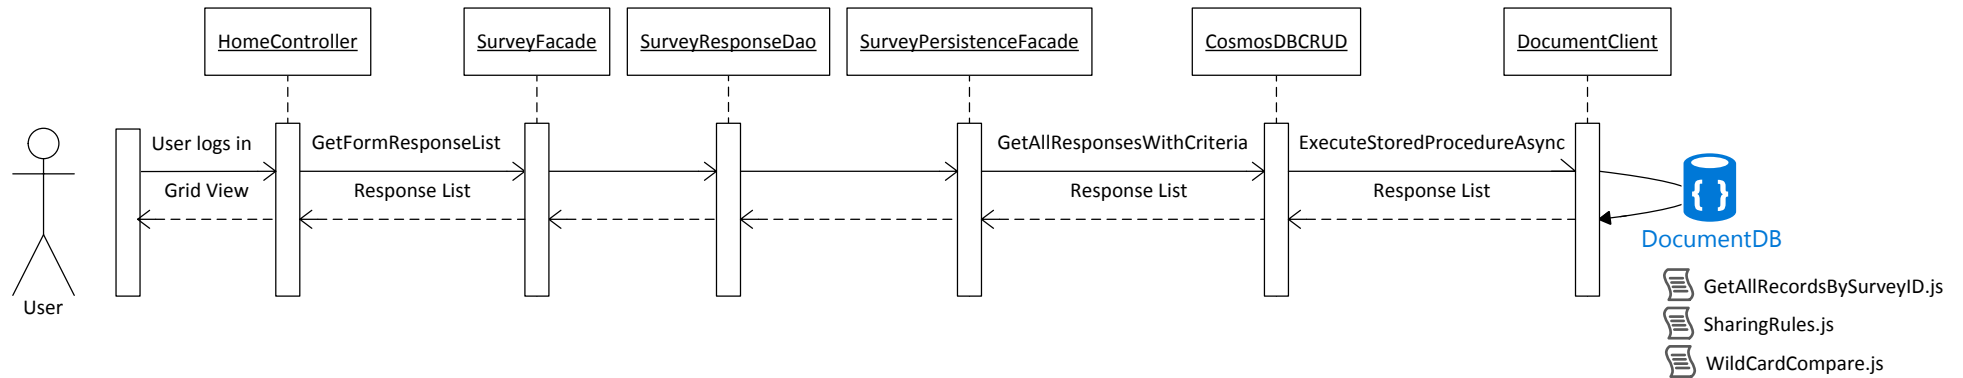 HomeController
SurveyFacade
SurveyResponseDao
SurveyPersistenceFacade
CosmosDBCRUD
DocumentClient
User logs in
GetFormResponseList
GetAllResponsesWithCriteria
ExecuteStoredProcedureAsync
Grid View
Response List
Response List
Response List
{ }
DocumentDB
User
GetAllRecordsBySurveyID.js
SharingRules.js
WildCardCompare.js